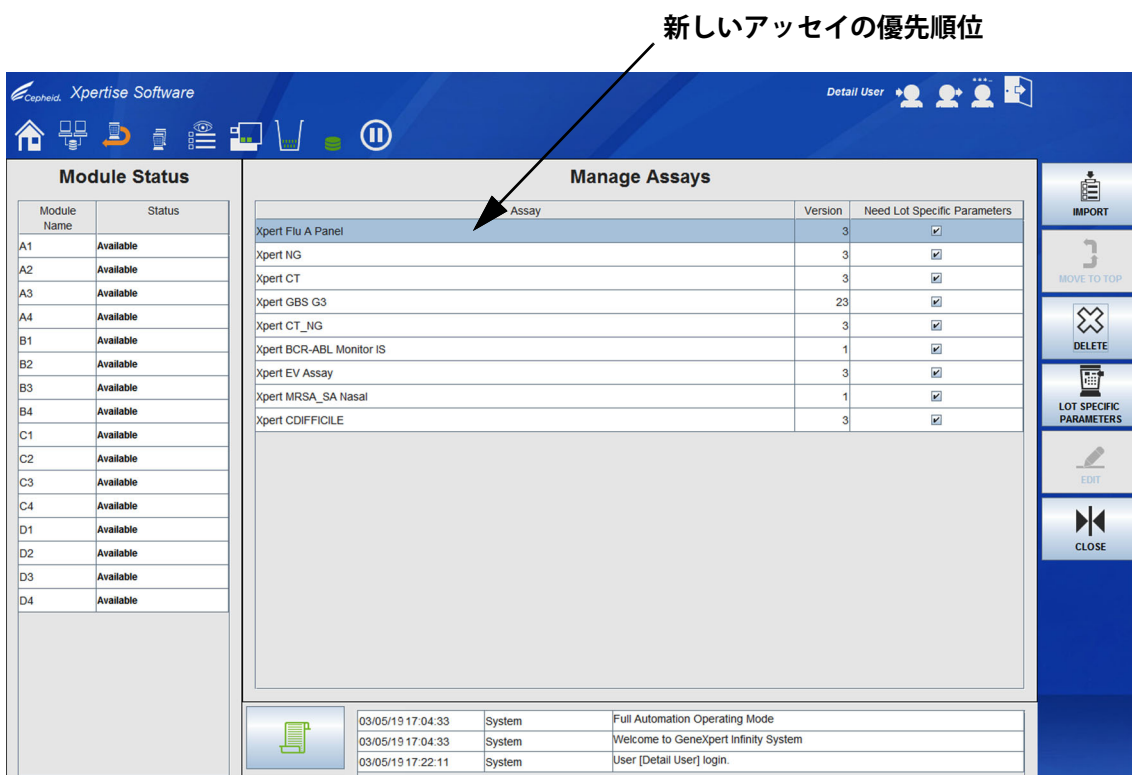 新しいアッセイの優先順位
Cepheid. Xpertise Software
Detail User
Module Status
Module Name Status
A1 Available
A2 Available
A3 Available
A4 Available
B1 Available
B2 Available
B3 Available
B4 Available
C1 Available
C2 Available
C3 Available
C4 Available
D1 Available
D2 Available
D3 Available
D4 Available
Manage Assays
Assay Version Need Lot Specific Parameters
Xpert Flu A Panel 3
Xpert NG 3
Xpert CT 3
Xpert GBS G3 23
Xpert CT_NG 3
Xpert BCR-ABL Monitor IS 1
Xpert EV Assay 3
Xpert MRSA_SA Nasal 1
Xpert CDIFFICILE 3
IMPORT
MOVE TO TOP
DELETE
LOT SPECIFIC
PARAMETERS
EDIT
CLOSE
03/05/19 17:04:33 System Full Automation Operating Mode
03/05/19 17:04:33 System Welcome to GeneXpert Infinity System
03/05/19 17:22:11 System User [Detail User] login.